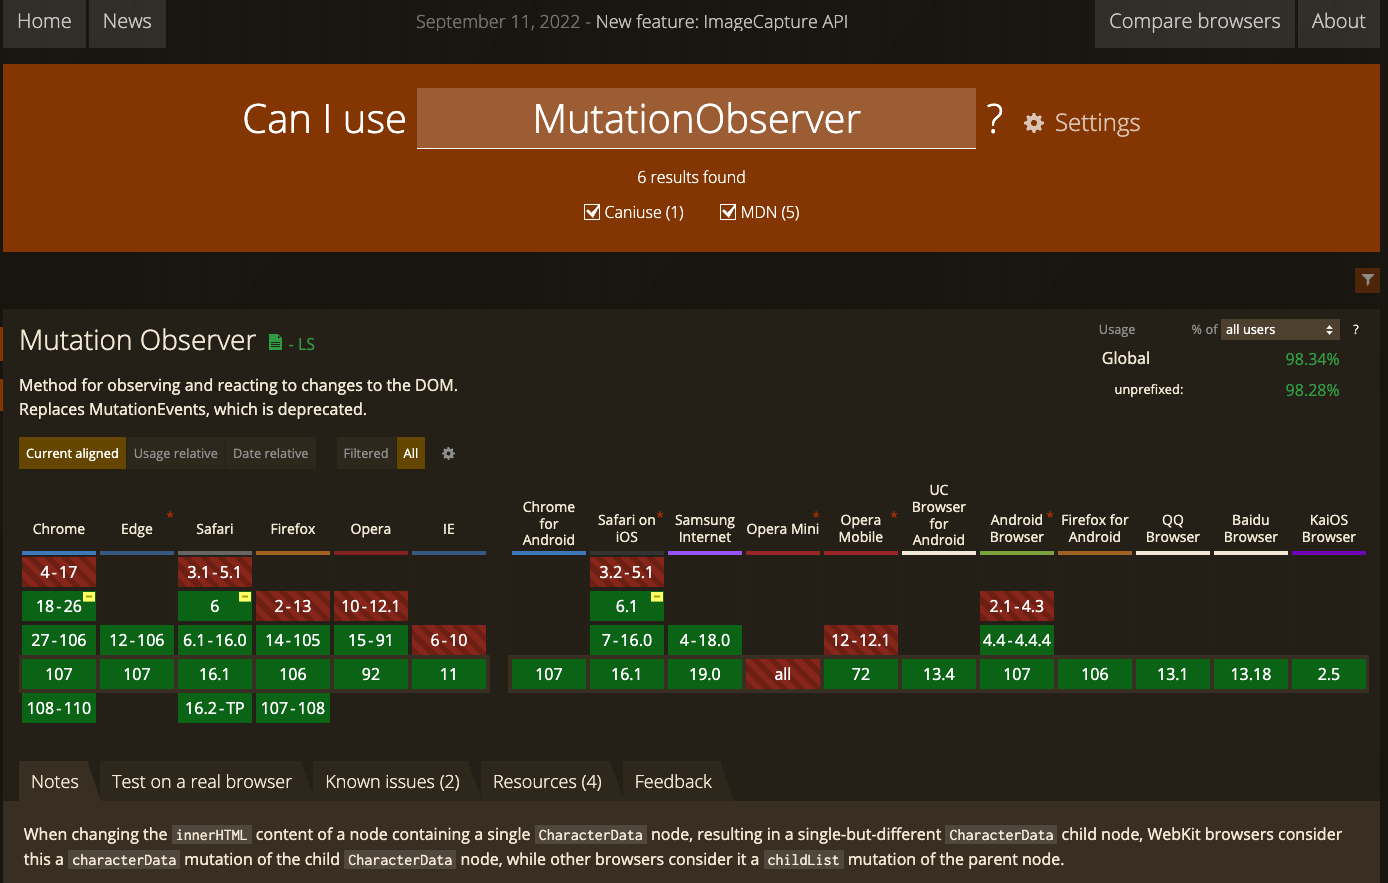 Home
News
September 11, 2022 - New feature: ImageCapture API
Compare browsers
About
Can I use MutationObserver ? Settings
6 results found
Caniuse (1)
MDN (5)
Mutation Observer - LS
Usage % of all users ?
Global 98.34%
unprefixed: 98.28%
Method for observing and reacting to changes to the DOM.
Replaces MutationEvents, which is deprecated.
Current aligned Usage relative Date relative Filtered All
Chrome Edge * Safari Firefox Opera IE Chrome for Android Safari on iOS * Samsung Internet Opera Mini * Opera Mobile * UC Browser for Android Android Browser * Firefox for Android QQ Browser Baidu Browser KaiOS Browser
4-17 3.1-5.1 3.2-5.1
18-26 6 2-13 10-12.1 6.1 2.1-4.3
27-106 12-106 6.1-16.0 14-105 15-91 6-10 7-16.0 4-18.0 12-12.1 4.4-4.4.4
107 107 16.1 106 92 11 107 16.1 19.0 all 72 13.4 107 106 13.1 13.18 2.5
108-110 16.2-TP 107-108
Notes Test on a real browser Known issues (2) Resources (4) Feedback
When changing the innerHTML content of a node containing a single CharacterData node, resulting in a single-but-different CharacterData child node, WebKit browsers consider
this a characterData mutation of the child CharacterData node, while other browsers consider it a childList mutation of the parent node.